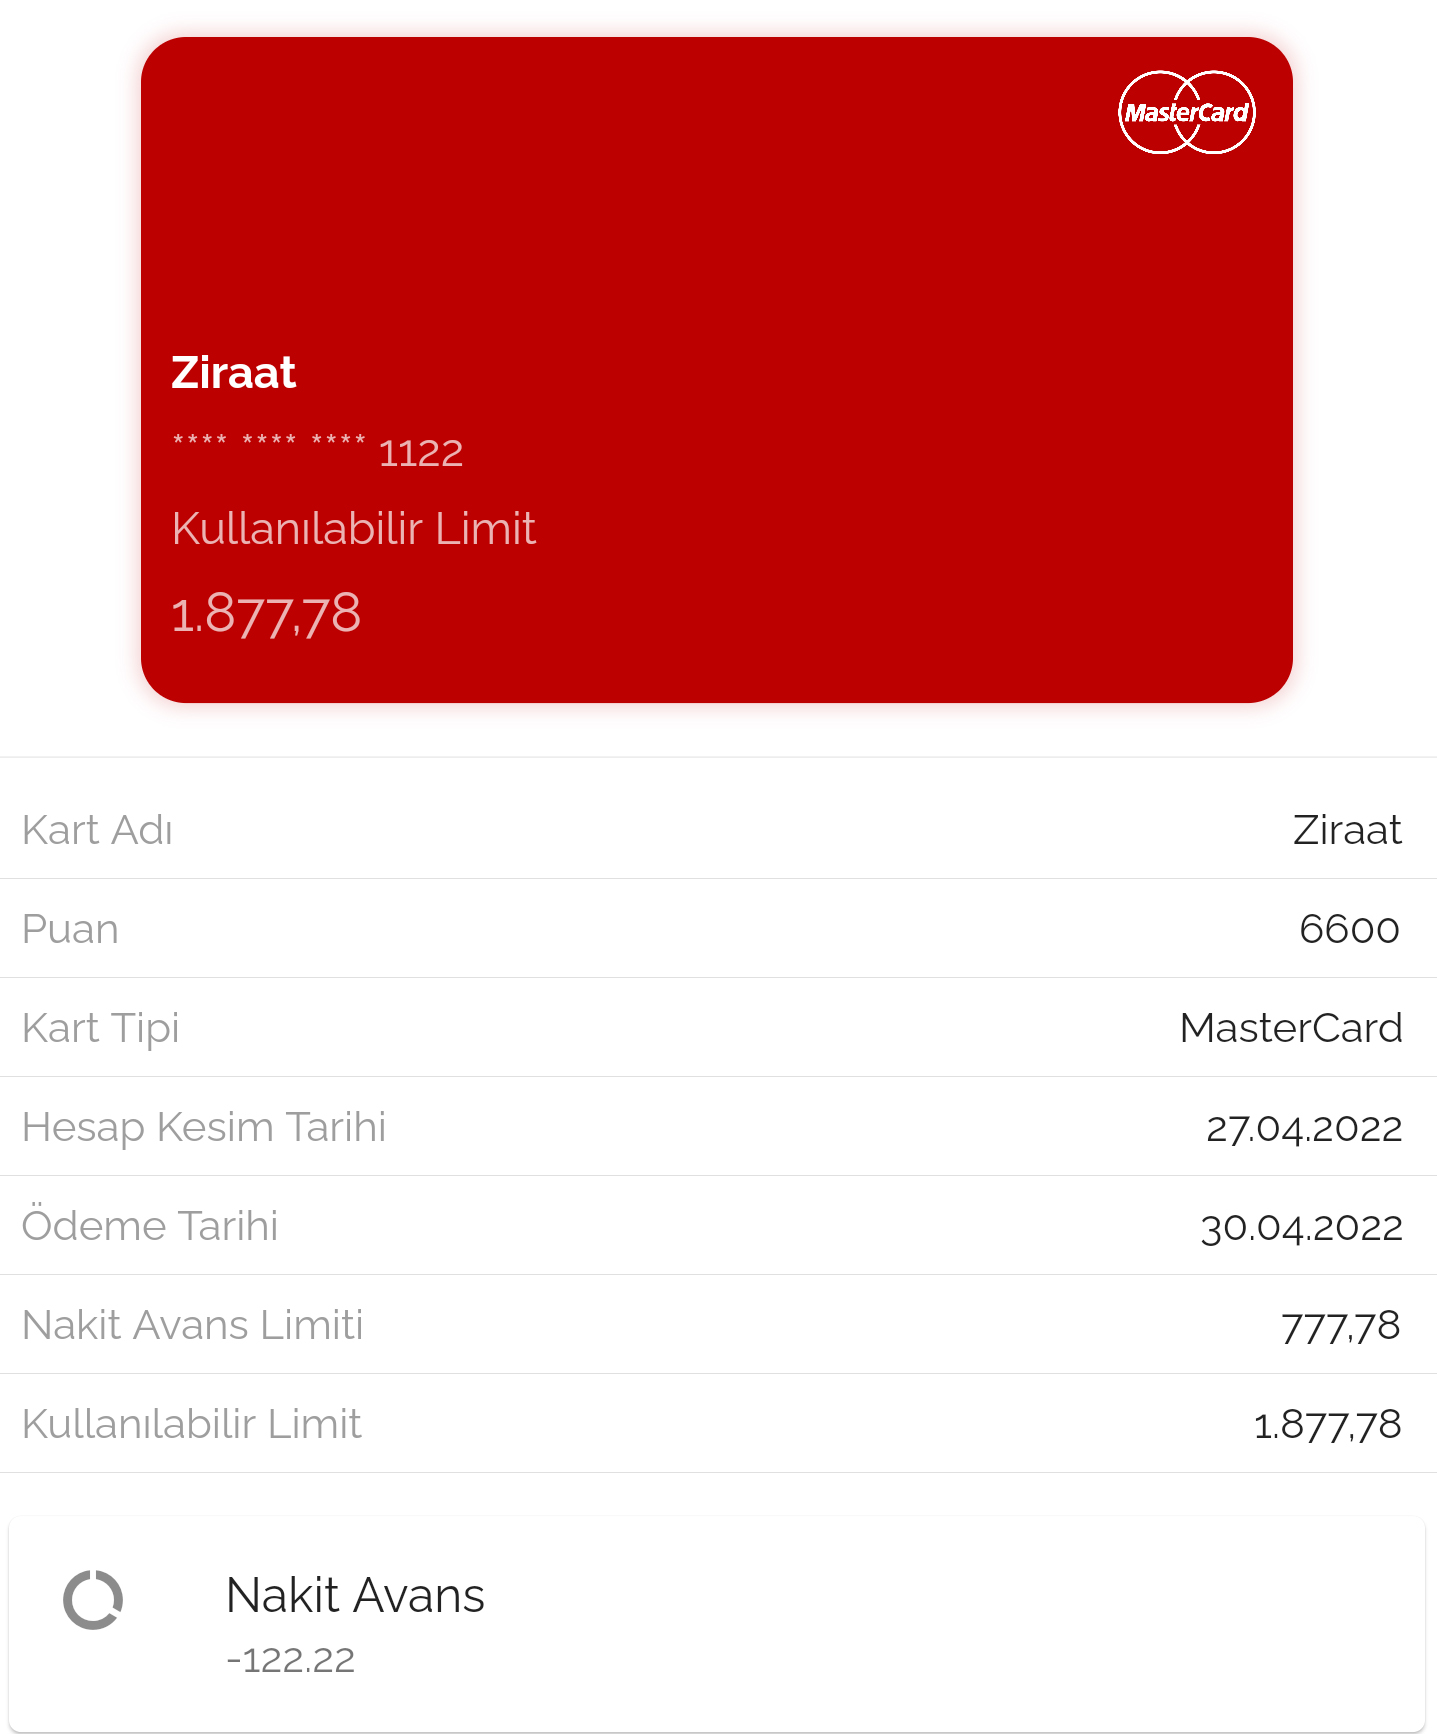 MasterCard
Ziraat
**** **** **** 1122
Kullanılabilir Limit
1.877,78
Kart Adı Ziraat
Puan 6600
Kart Tipi MasterCard
Hesap Kesim Tarihi 27.04.2022
Ödeme Tarihi 30.04.2022
Nakit Avans Limiti 777,78
Kullanılabilir Limit 1.877,78
Nakit Avans
-122.22